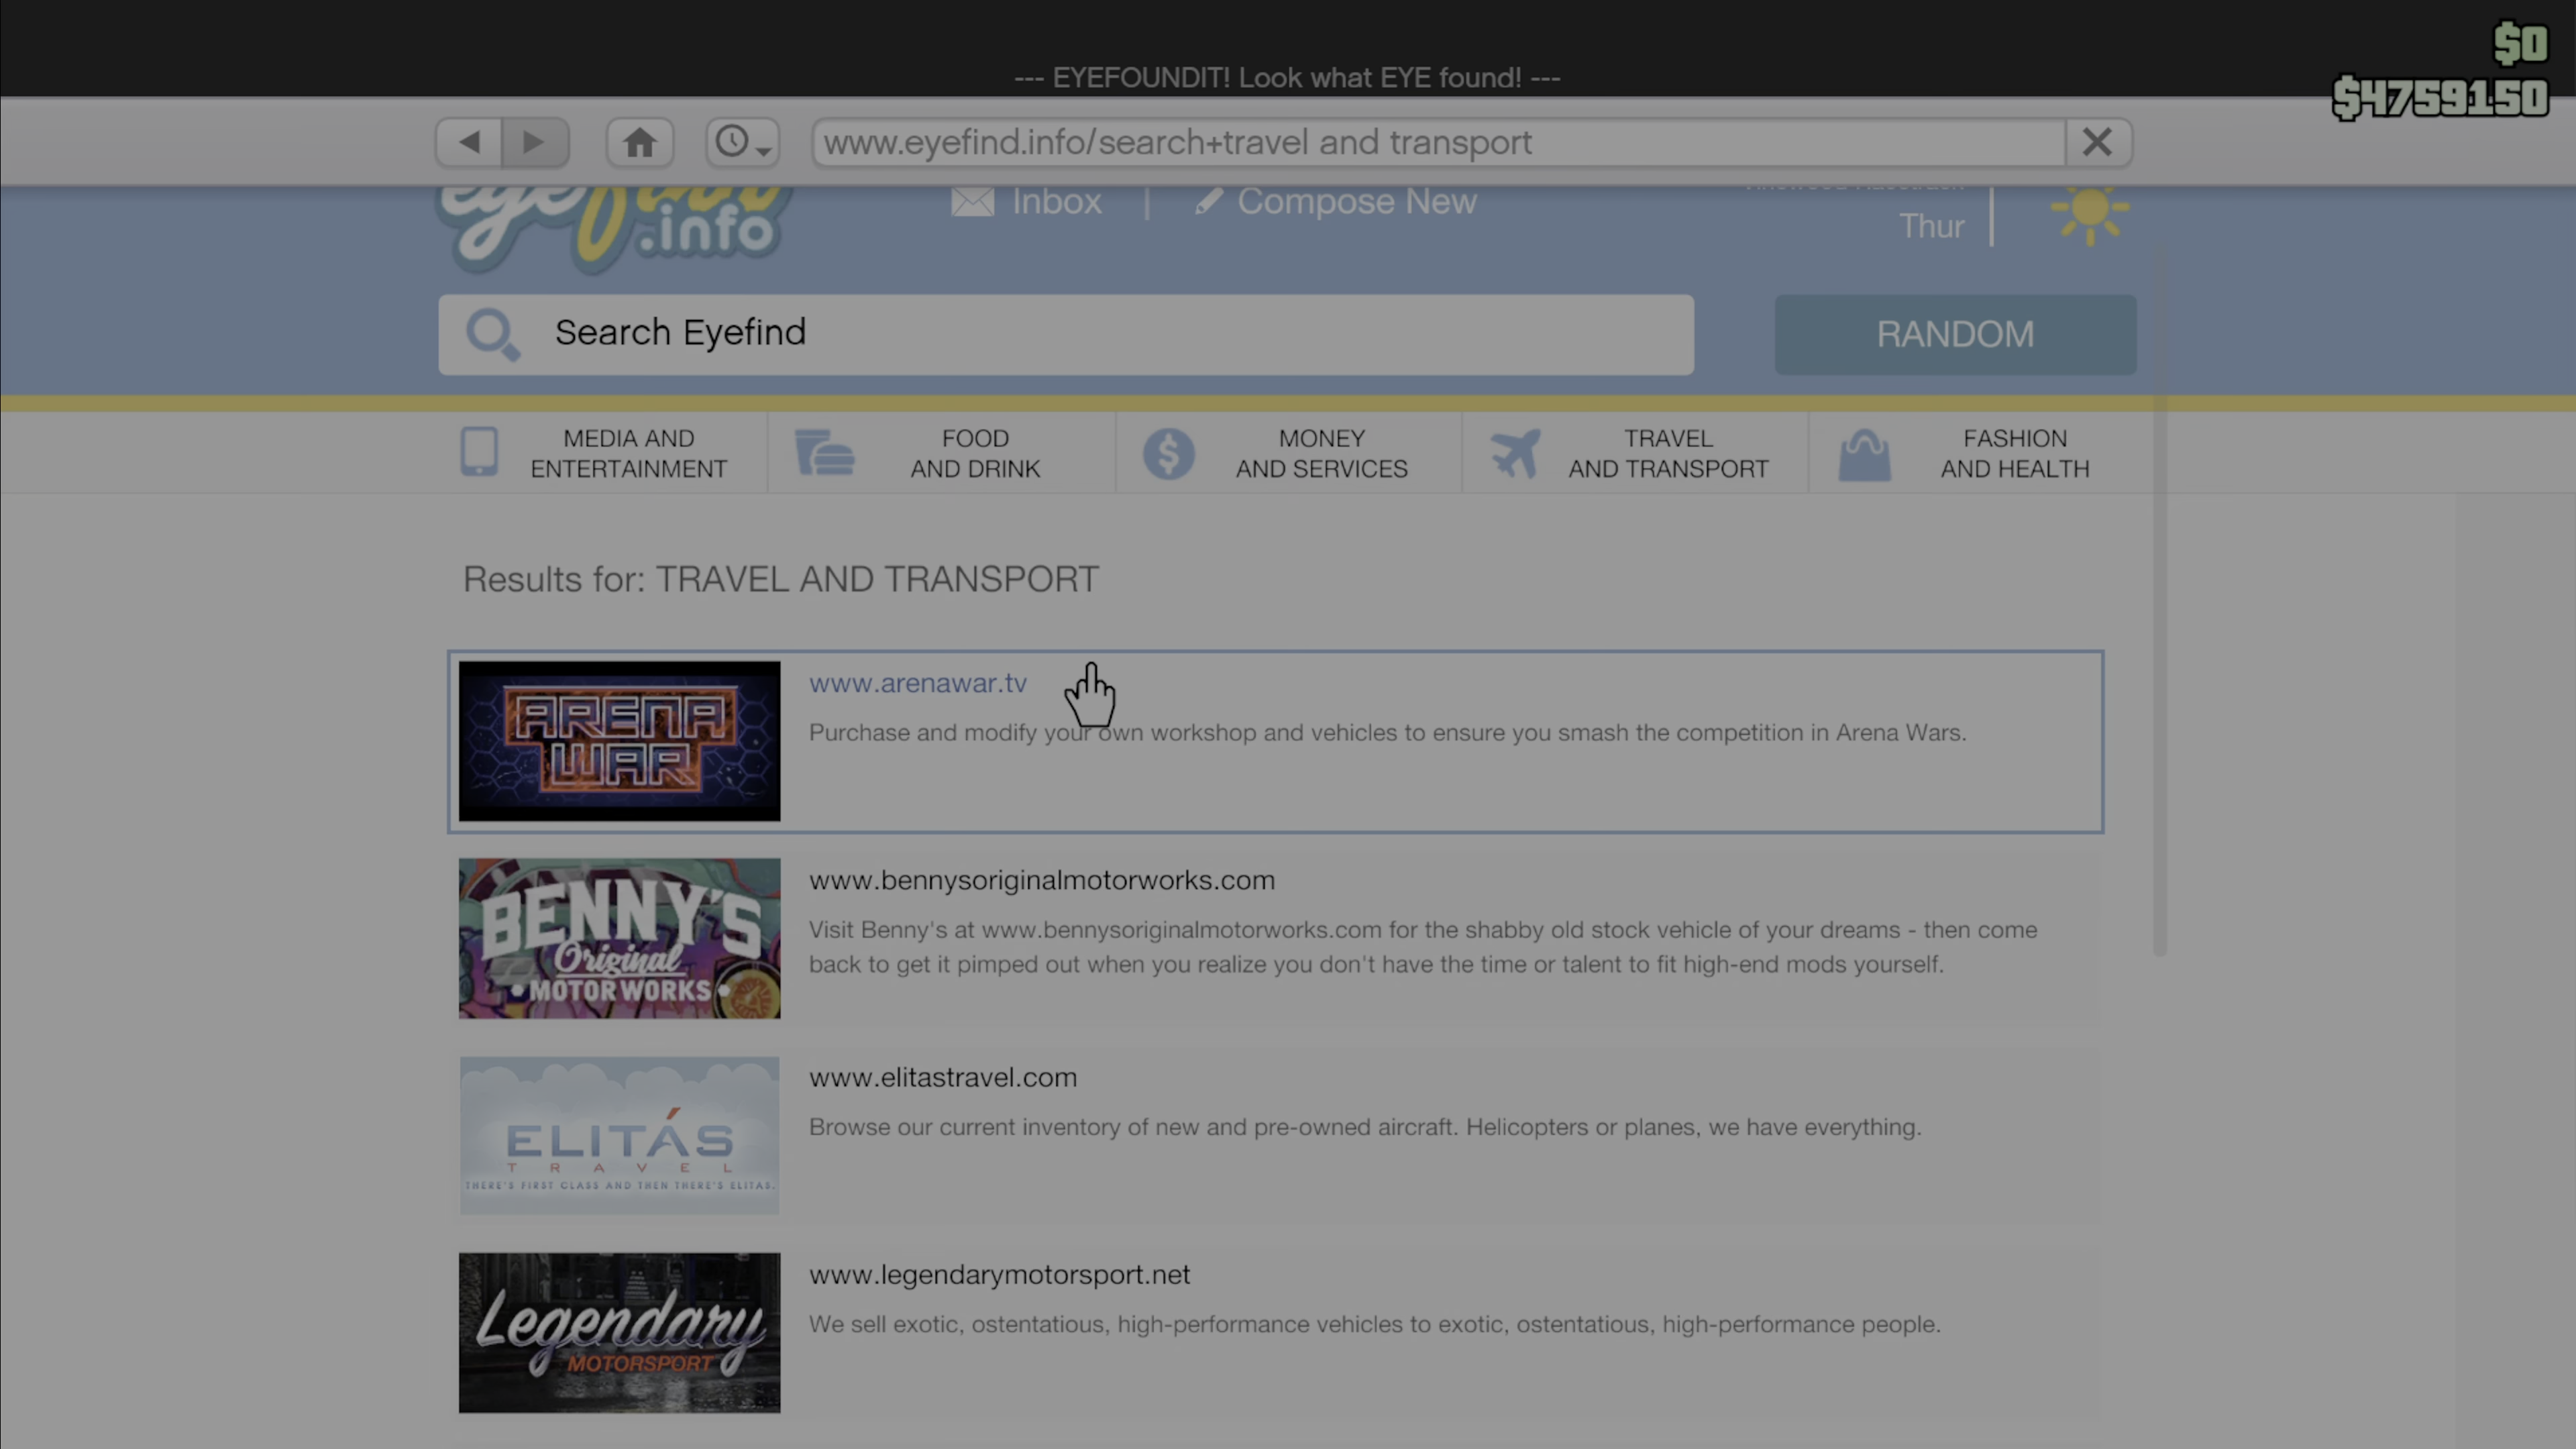 $0
--- EYEFOUNDIT! Look what EYE found! ---
$4759150
www.eyefind.info/search+travel and transport
eyefind
.info
Inbox | Compose New
Thur
Search Eyefind
RANDOM
MEDIA AND
ENTERTAINMENT
FOOD
AND DRINK
MONEY
AND SERVICES
TRAVEL
AND TRANSPORT
FASHION
AND HEALTH
Results for: TRAVEL AND TRANSPORT
ARENA
WAR
www.arenawar.tv
Purchase and modify your own workshop and vehicles to ensure you smash the competition in Arena Wars.
BENNY'S
Original
MOTOR WORKS
www.bennysoriginalmotorworks.com
Visit Benny's at www.bennysoriginalmotorworks.com for the shabby old stock vehicle of your dreams - then come
back to get it pimped out when you realize you don't have the time or talent to fit high-end mods yourself.
ELITÁS
TRAVEL
THERE'S FIRST CLASS AND THEN THERE'S ELITAS.
www.elitastravel.com
Browse our current inventory of new and pre-owned aircraft. Helicopters or planes, we have everything.
Legendary
MOTORSPORT
www.legendarymotorsport.net
We sell exotic, ostentatious, high-performance vehicles to exotic, ostentatious, high-performance people.